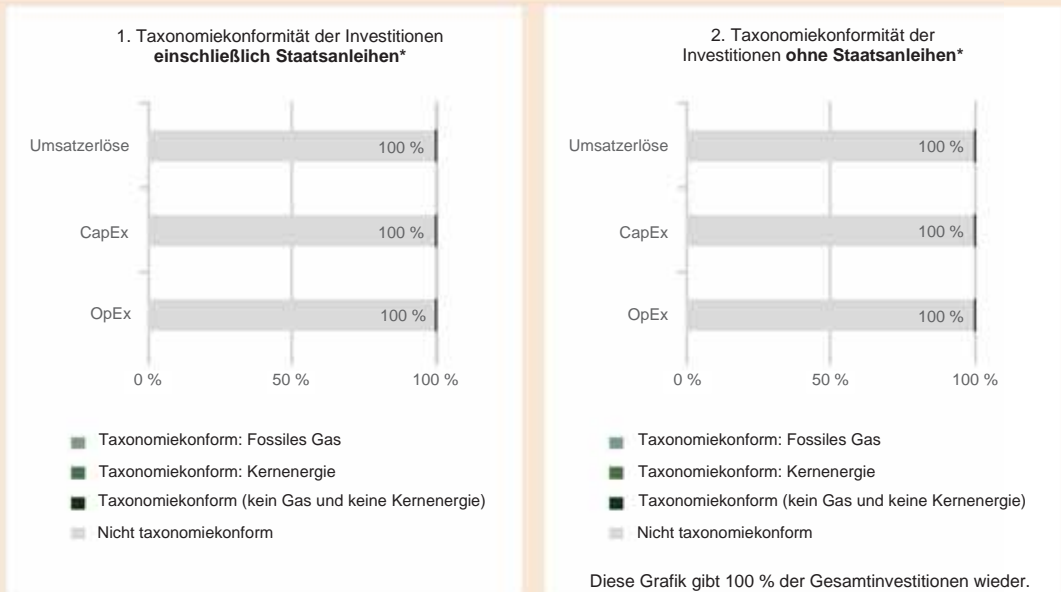 1. Taxonomiekonformität der Investitionen
einschließlich Staatsanleihen*
Umsatzerlöse
100 %
CapEx
100 %
OpEx
100 %
0 %
50 %
100 %
Taxonomiekonform: Fossiles Gas
Taxonomiekonform: Kernenergie
Taxonomiekonform (kein Gas und keine Kernenergie)
Nicht taxonomiekonform
2. Taxonomiekonformität der
Investitionen ohne Staatsanleihen*
Umsatzerlöse
100 %
CapEx
100 %
OpEx
100 %
0 %
50 %
100 %
Taxonomiekonform: Fossiles Gas
Taxonomiekonform: Kernenergie
Taxonomiekonform (kein Gas und keine Kernenergie)
Nicht taxonomiekonform
Diese Grafik gibt 100 % der Gesamtinvestitionen wieder.